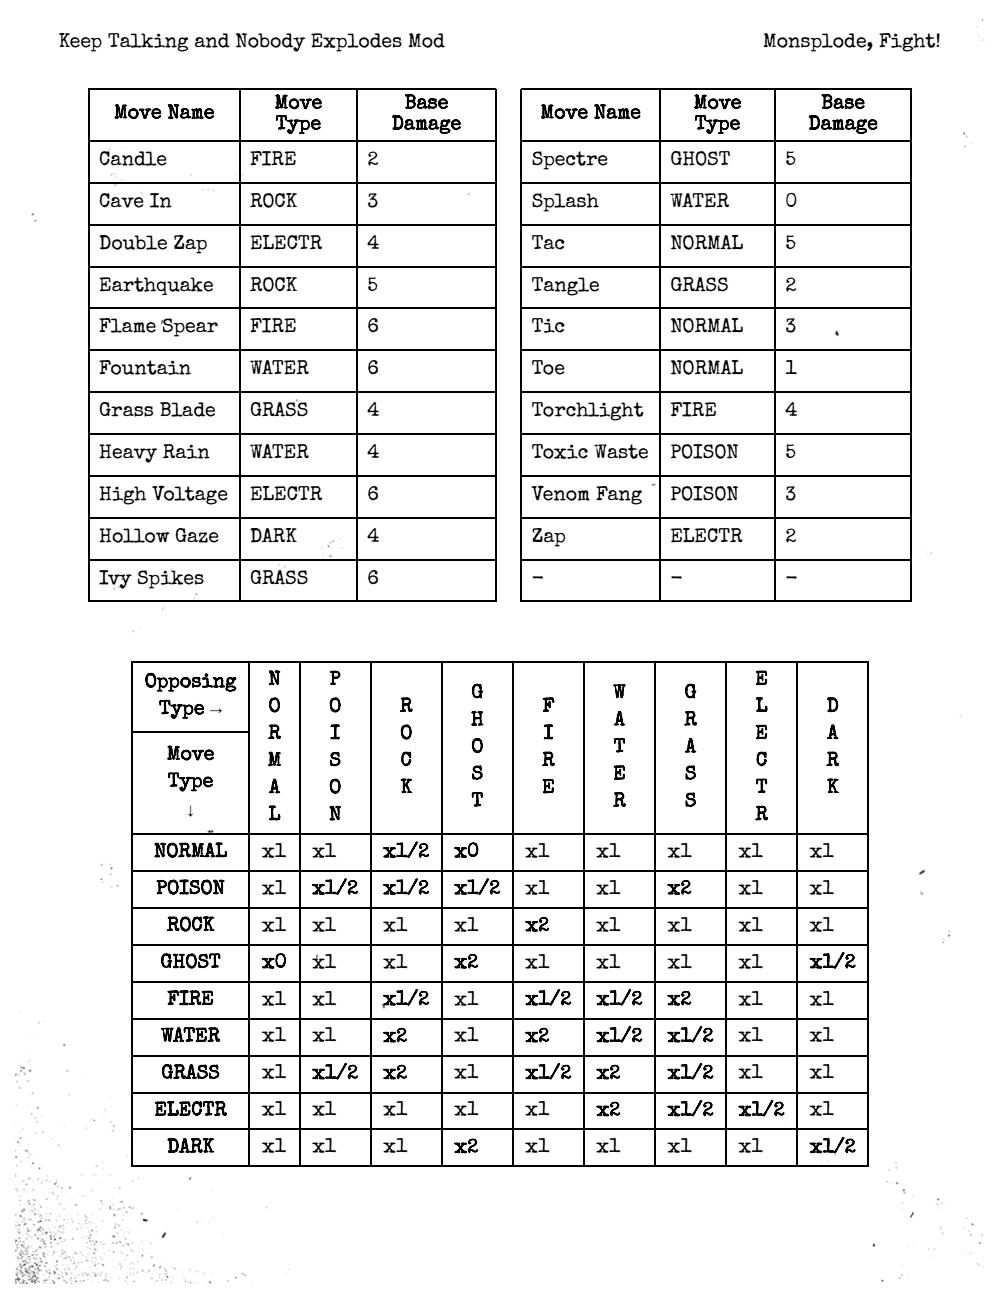 Keep Talking and Nobody Explodes Mod
Monsplode, Fight!
Move Name Move Type Base Damage
Candle FIRE 2
Cave In ROCK 3
Double Zap ELECTR 4
Earthquake ROCK 5
Flame Spear FIRE 6
Fountain WATER 6
Grass Blade GRASS 4
Heavy Rain WATER 4
High Voltage ELECTR 6
Hollow Gaze DARK 4
Ivy Spikes GRASS 6
Move Name Move Type Base Damage
Spectre GHOST 5
Splash WATER 0
Tac NORMAL 5
Tangle GRASS 2
Tic NORMAL 3
Toe NORMAL 1
Torchlight FIRE 4
Toxic Waste POISON 5
Venom Fang POISON 3
Zap ELECTR 2
– – –
Opposing Type → NORMAL POISON ROCK GHOST FIRE WATER GRASS ELECTR DARK
Move Type ↓
NORMAL x1 x1 x1/2 x0 x1 x1 x1 x1 x1
POISON x1 x1/2 x1/2 x1/2 x1 x1 x2 x1 x1
ROCK x1 x1 x1 x1 x2 x1 x1 x1 x1
GHOST x0 x1 x1 x2 x1 x1 x1 x1 x1/2
FIRE x1 x1 x1/2 x1 x1/2 x1/2 x2 x1 x1
WATER x1 x1 x2 x1 x2 x1/2 x1/2 x1 x1
GRASS x1 x1/2 x2 x1 x1/2 x2 x1/2 x1 x1
ELECTR x1 x1 x1 x1 x1 x2 x1/2 x1/2 x1
DARK x1 x1 x1 x2 x1 x1 x1 x1 x1/2